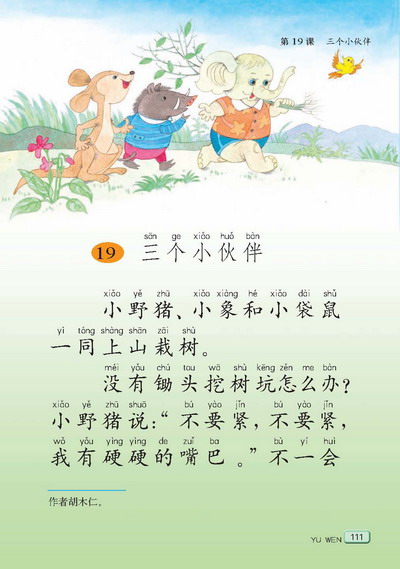 第19课 三个小伙伴
sān ge xiǎo huǒ bàn
19 三个小伙伴
xiǎo yě zhū xiǎo xiàng hé xiǎo dài shǔ
小野猪、小象和小袋鼠
yì tóng shàng shān zāi shù
一同上山栽树。
méi yǒu chú tou wā shù kēng zěn me bàn
没有锄头挖树坑怎么办?
xiǎo yě zhū shuō bú yào jǐn bú yào jǐn
小野猪说:“不要紧,不要紧,
wǒ yǒu yìng yìng de zuǐ ba bù yí huì
我有硬硬的嘴巴。”不一会
作者胡木仁。
YU WEN 111